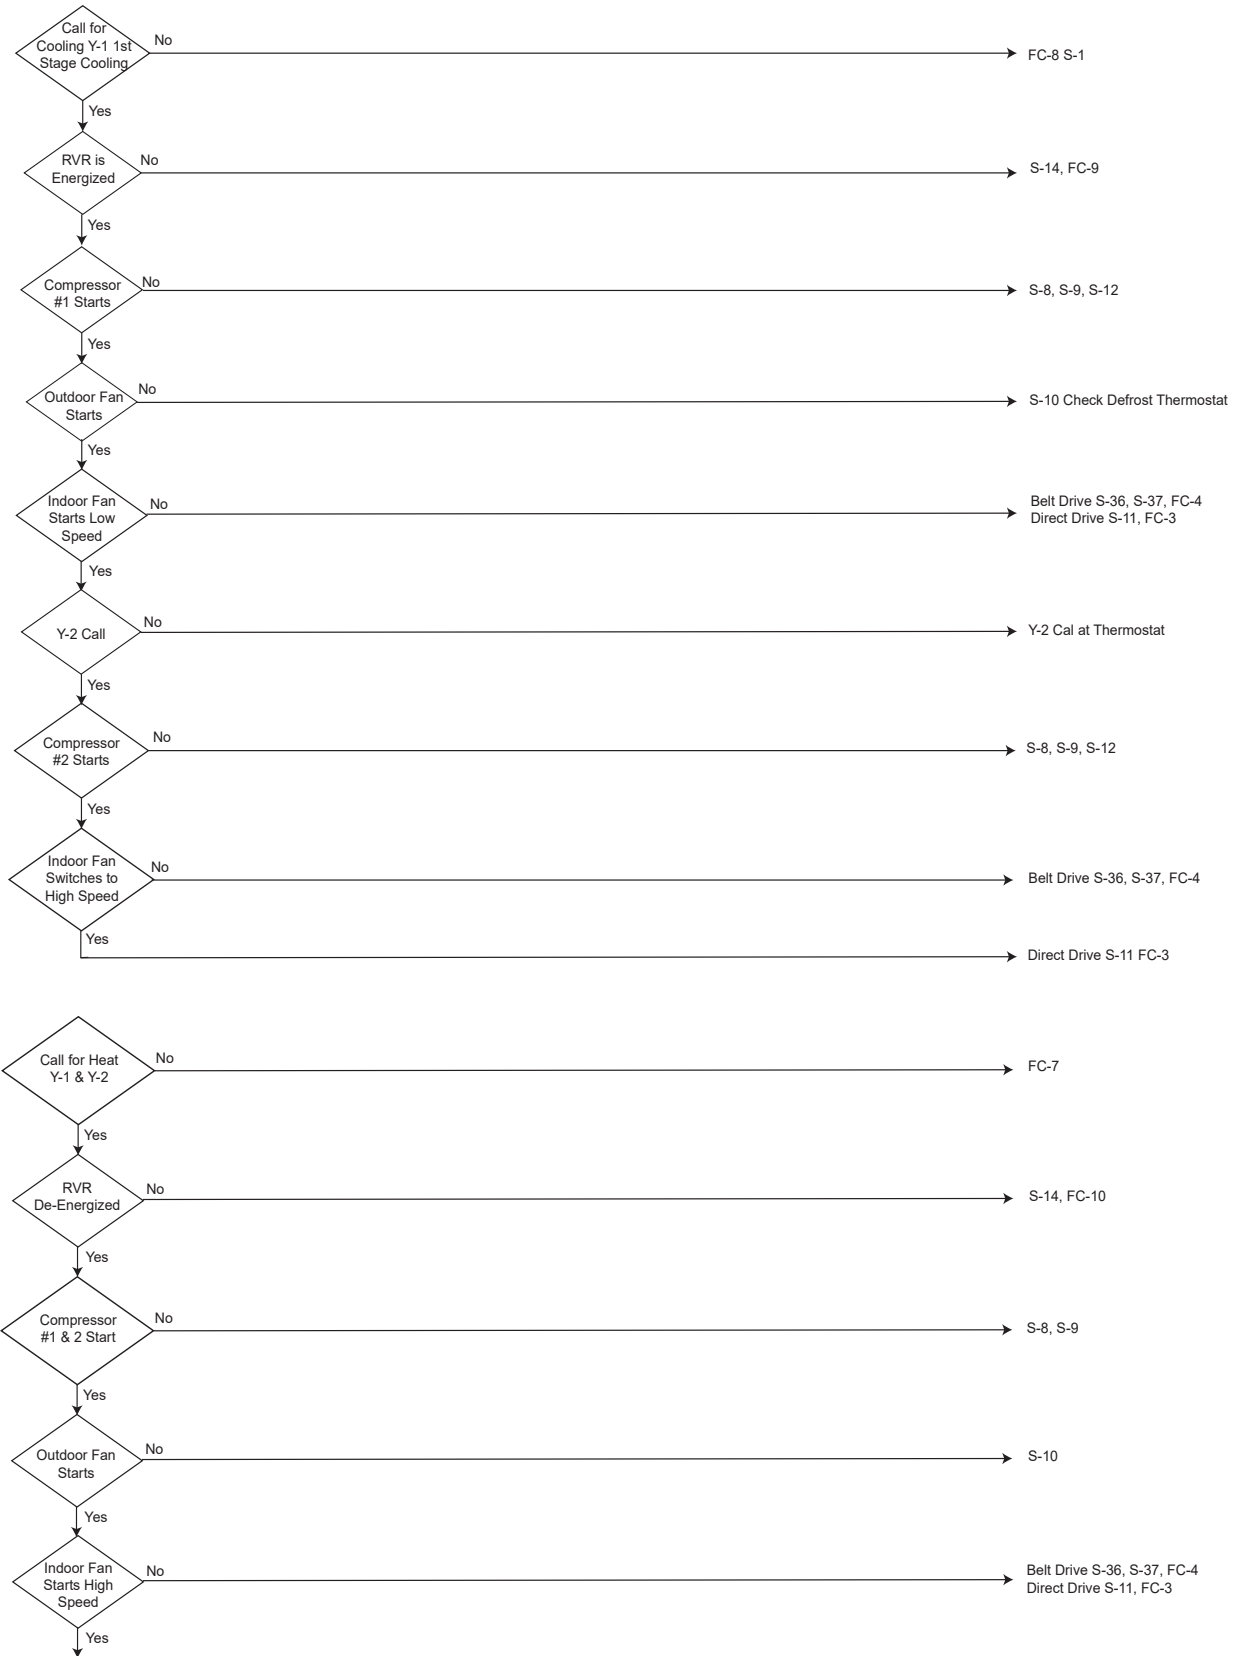 Call for
Cooling Y-1 1st
Stage Cooling
No
FC-8 S-1
Yes
RVR is
Energized
No
S-14, FC-9
Yes
Compressor
#1 Starts
No
S-8, S-9, S-12
Yes
Outdoor Fan
Starts
No
S-10 Check Defrost Thermostat
Yes
Indoor Fan
Starts Low
Speed
No
Belt Drive S-36, S-37, FC-4
Direct Drive S-11, FC-3
Yes
Y-2 Call
No
Y-2 Cal at Thermostat
Yes
Compressor
#2 Starts
No
S-8, S-9, S-12
Yes
Indoor Fan
Switches to
High Speed
No
Belt Drive S-36, S-37, FC-4
Yes
Direct Drive S-11 FC-3
Call for Heat
Y-1 & Y-2
No
FC-7
Yes
RVR
De-Energized
No
S-14, FC-10
Yes
Compressor
#1 & 2 Start
No
S-8, S-9
Yes
Outdoor Fan
Starts
No
S-10
Yes
Indoor Fan
Starts High
Speed
No
Belt Drive S-36, S-37, FC-4
Direct Drive S-11, FC-3
Yes